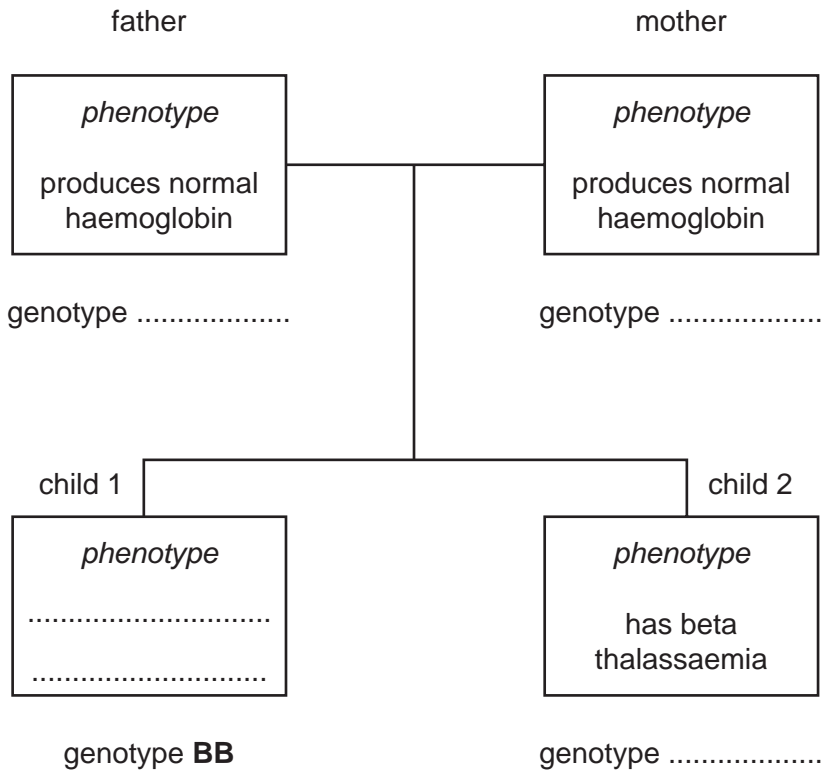 father
mother
phenotype
produces normal
haemoglobin
phenotype
produces normal
haemoglobin
genotype ...................
genotype ...................
child 1
child 2
phenotype
..............................
.............................
phenotype
has beta
thalassaemia
genotype BB
genotype ...................